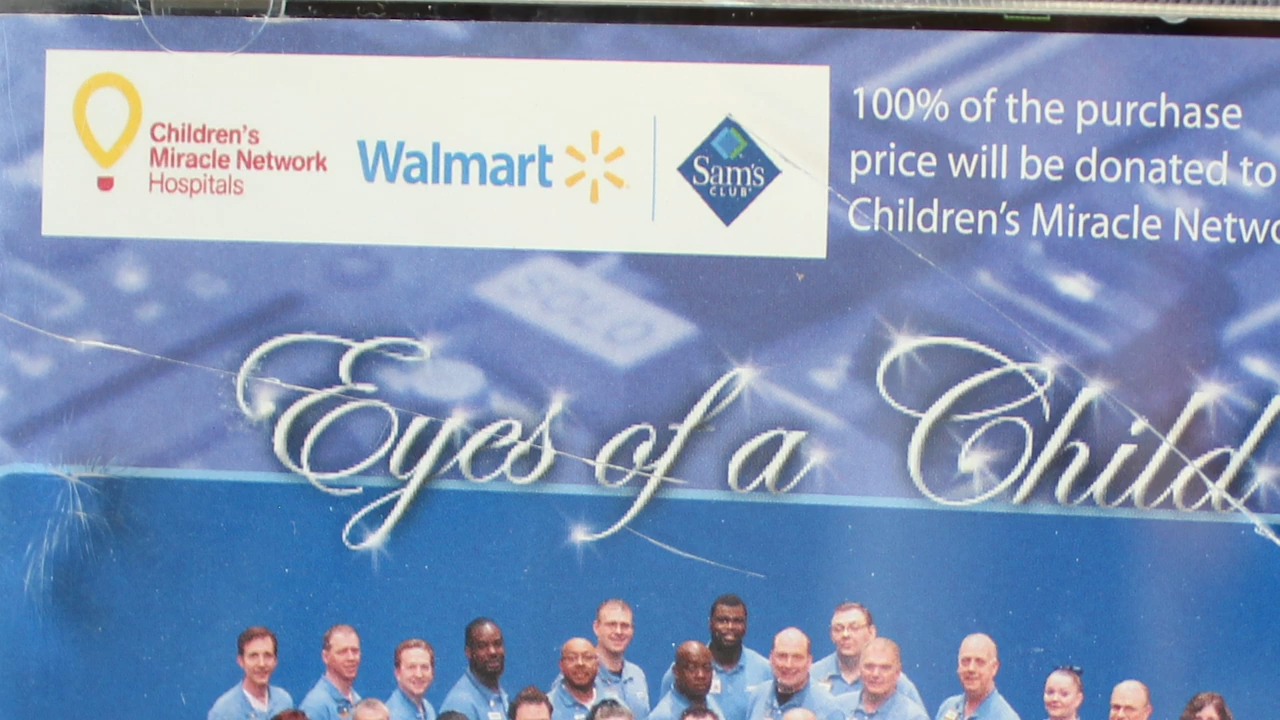 Children's
Miracle Network
Hospitals
Walmart
Sam's
CLUB
100% of the purchase
price will be donated to
Children's Miracle
SOLO
Eyes of a Child